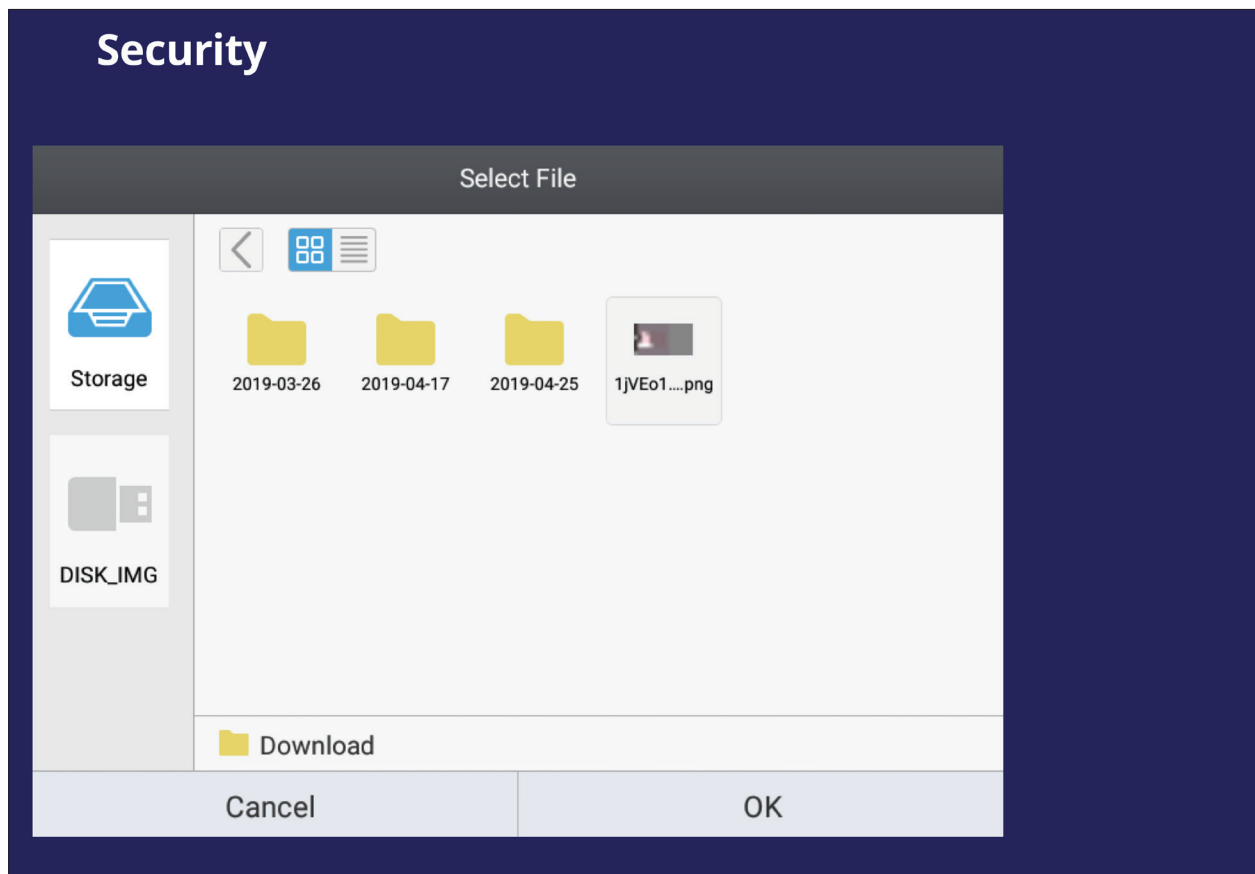 Security
Select File
Storage
2019-03-26 2019-04-17 2019-04-25 1jVEo1....png
DISK_IMG
Download
Cancel OK